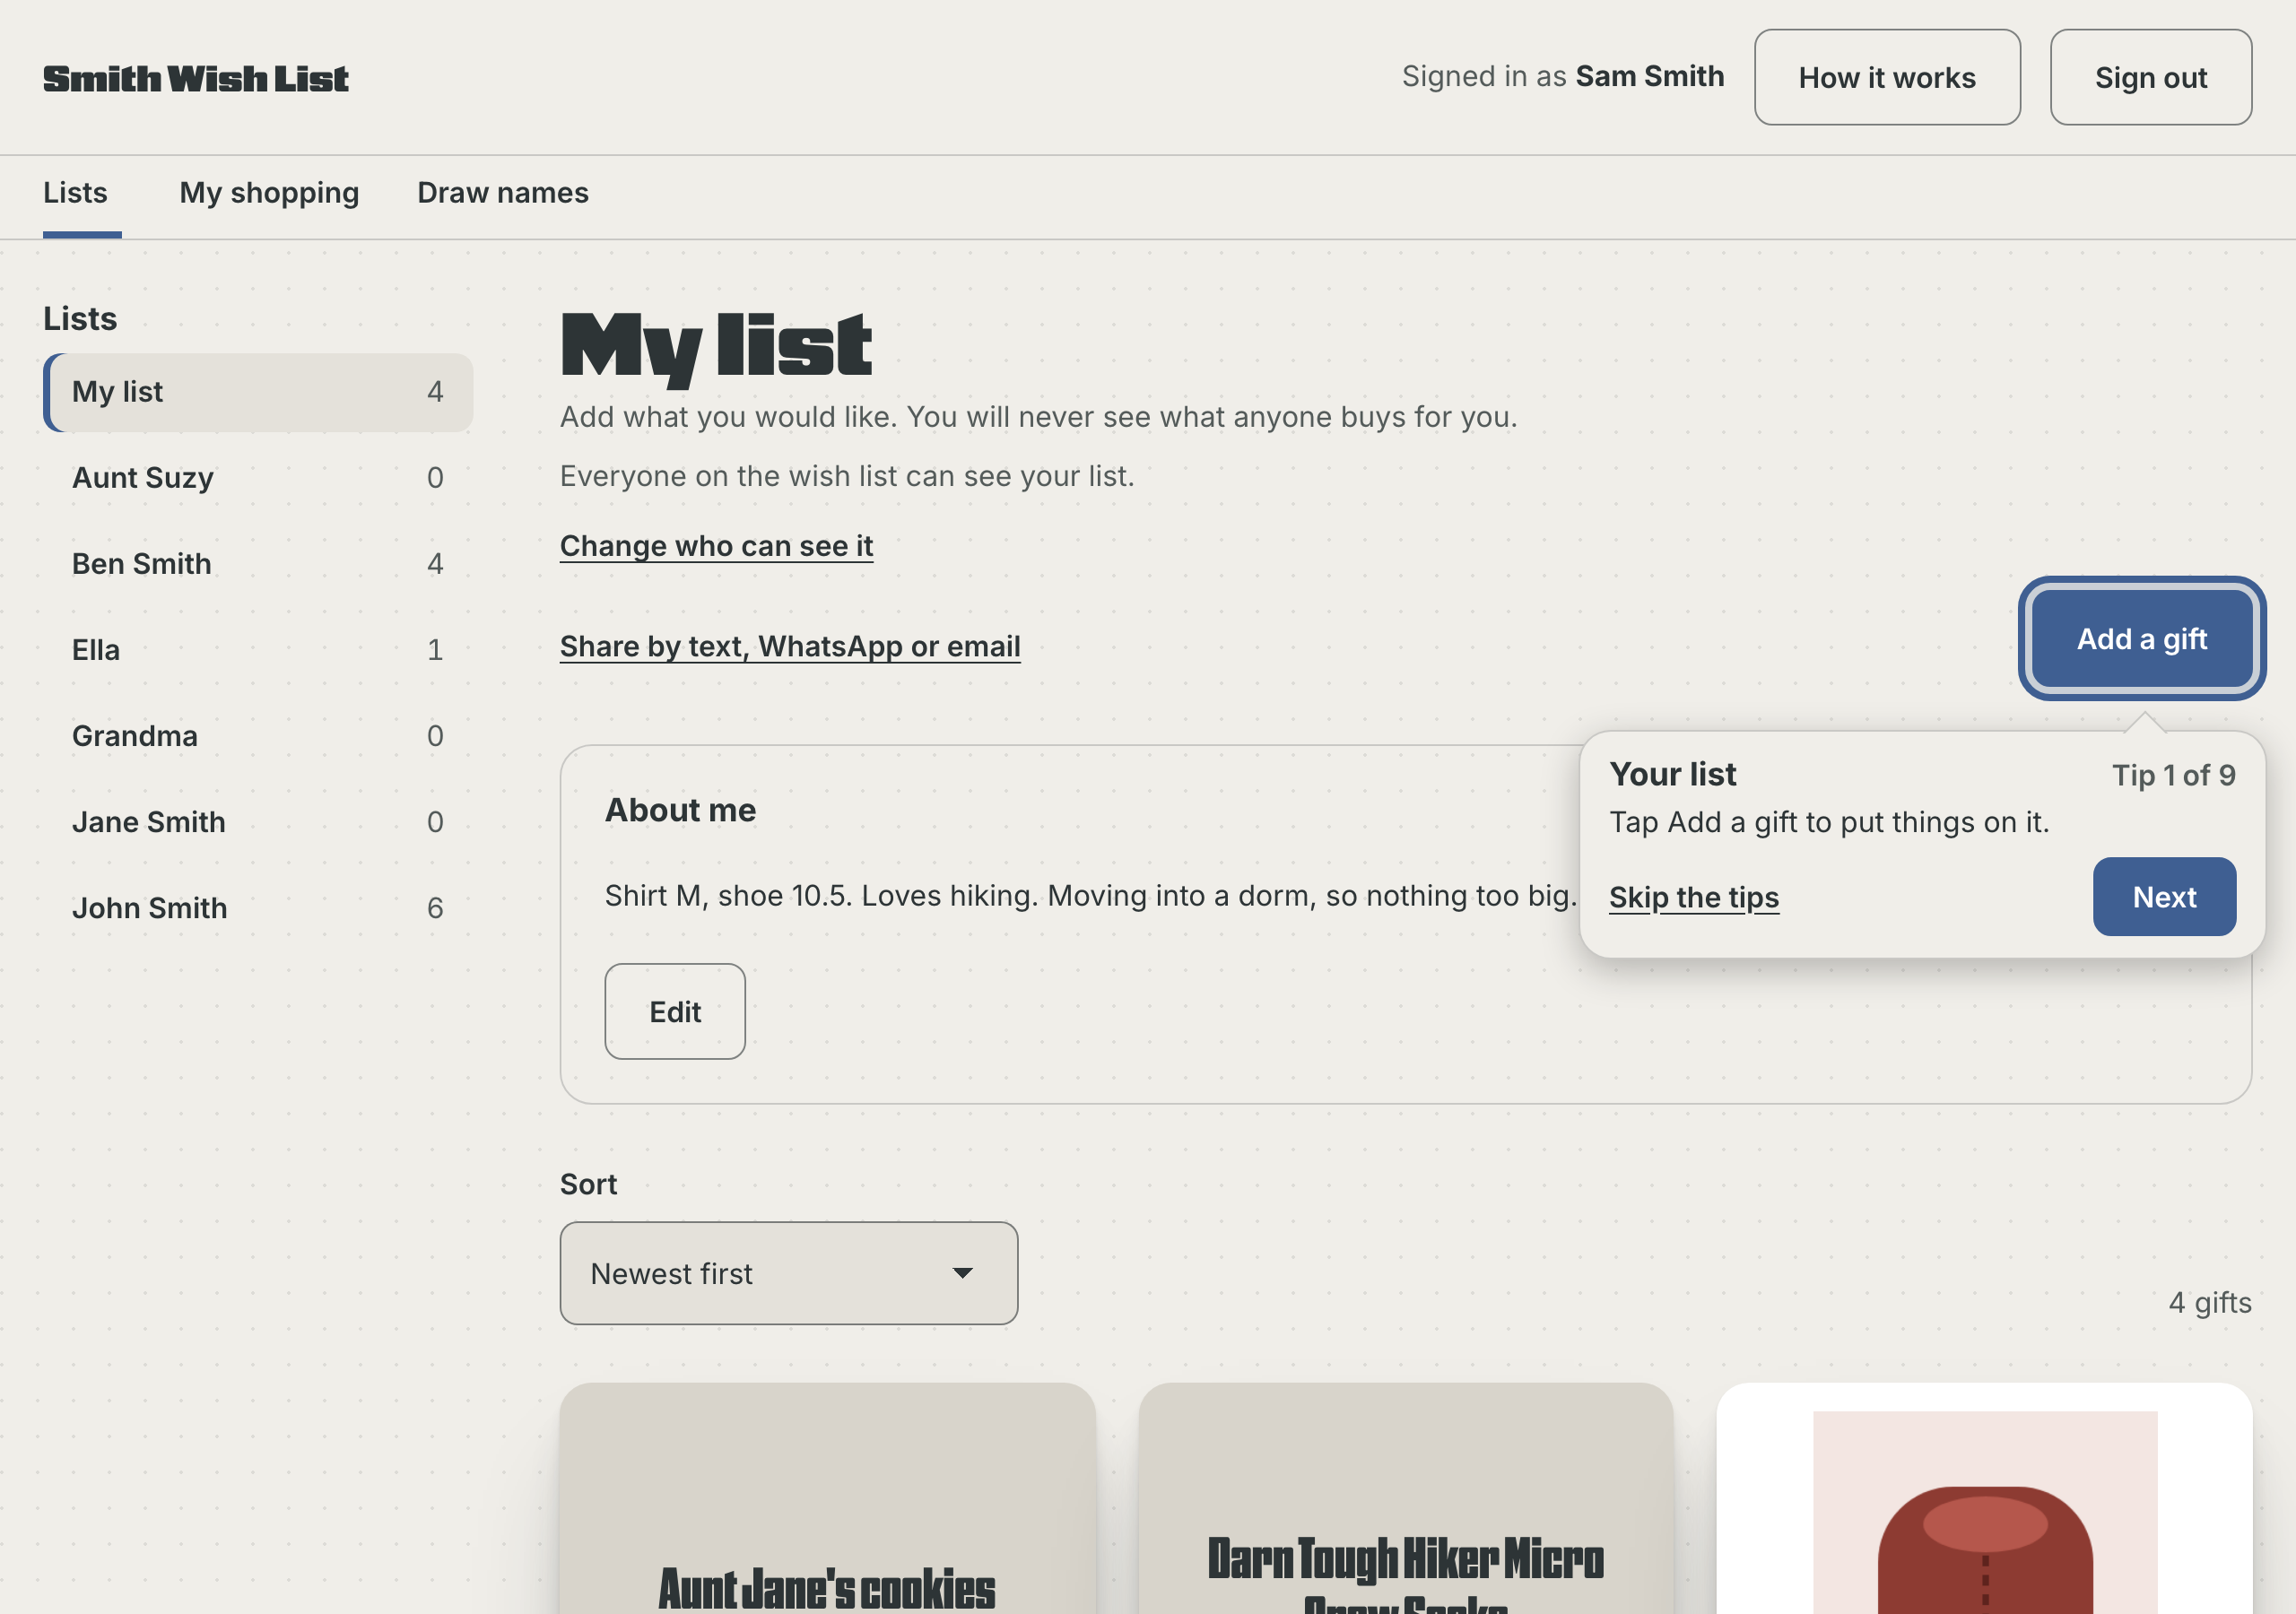 Smith Wish List
Signed in as Sam Smith
How it works
Sign out
Lists
My shopping
Draw names
Lists
My list 4
Aunt Suzy 0
Ben Smith 4
Ella 1
Grandma 0
Jane Smith 0
John Smith 6
My list
Add what you would like. You will never see what anyone buys for you.
Everyone on the wish list can see your list.
Change who can see it
Share by text, WhatsApp or email
Add a gift
Your list
Tip 1 of 9
Tap Add a gift to put things on it.
Skip the tips
Next
About me
Shirt M, shoe 10.5. Loves hiking. Moving into a dorm, so nothing too big.
Edit
Sort
Newest first
4 gifts
Aunt Jane's cookies
Darn Tough Hiker Micro
Crew Socks